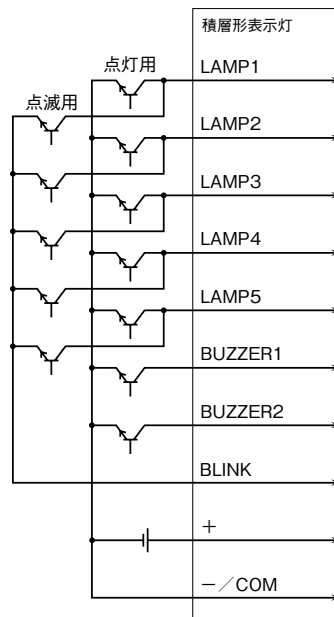 積層形表示灯
点灯用
LAMP1
点滅用
LAMP2
LAMP3
LAMP4
LAMP5
BUZZER1
BUZZER2
BLINK
＋
－／COM